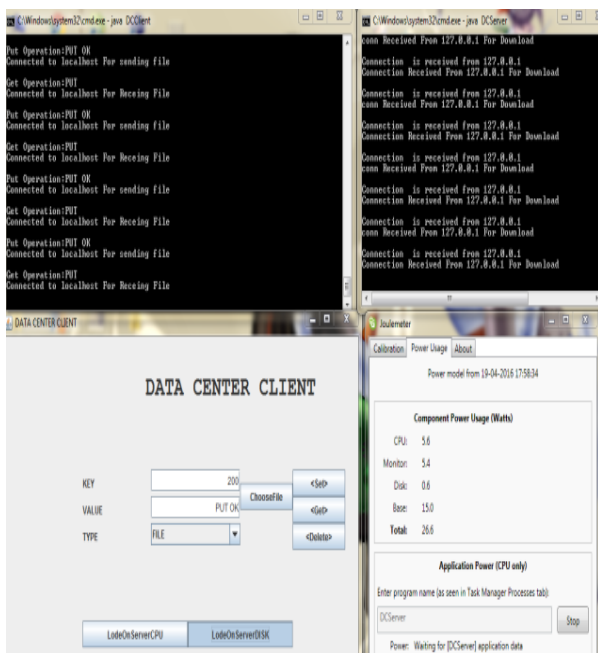 C:\Windows\system32\cmd.exe - java DCClient
Put Operation:PUT OK
Connected to localhost For sending file
Get Operation:PUT
Connected to localhost For Receing File
Put Operation:PUT OK
Connected to localhost For sending file
Get Operation:PUT
Connected to localhost For Receing File
Put Operation:PUT OK
Connected to localhost For sending file
Get Operation:PUT
Connected to localhost For Receing File
Put Operation:PUT OK
Connected to localhost For sending file
Get Operation:PUT
Connected to localhost For Receing File
C:\Windows\system32\cmd.exe - java DCServer
conn Received From 127.0.0.1 For Download
Connection is received from 127.0.0.1
Connection Received From 127.0.0.1 For Download
Connection is received from 127.0.0.1
conn Received From 127.0.0.1 For Download
Connection is received from 127.0.0.1
Connection Received From 127.0.0.1 For Download
Connection is received from 127.0.0.1
conn Received From 127.0.0.1 For Download
Connection is received from 127.0.0.1
Connection Received From 127.0.0.1 For Download
Connection is received from 127.0.0.1
conn Received From 127.0.0.1 For Download
Connection is received from 127.0.0.1
Connection Received From 127.0.0.1 For Download
DATA CENTER CLIENT
DATA CENTER CLIENT
KEY 200 ChooseFile <Set>
VALUE PUT OK <Get>
TYPE FILE <Delete>
LodeOnServerCPU LodeOnServerDISK
Joulemeter
Calibration Power Usage About
Power model from 19-04-2016 17:58:34
Component Power Usage (Watts)
CPU: 5.6
Monitor: 5.4
Disk: 0.6
Base: 15.0
Total: 26.6
Application Power (CPU only)
Enter program name (as seen in Task Manager Processes tab):
DCServer Stop
Power: Waiting for [DCServer] application data